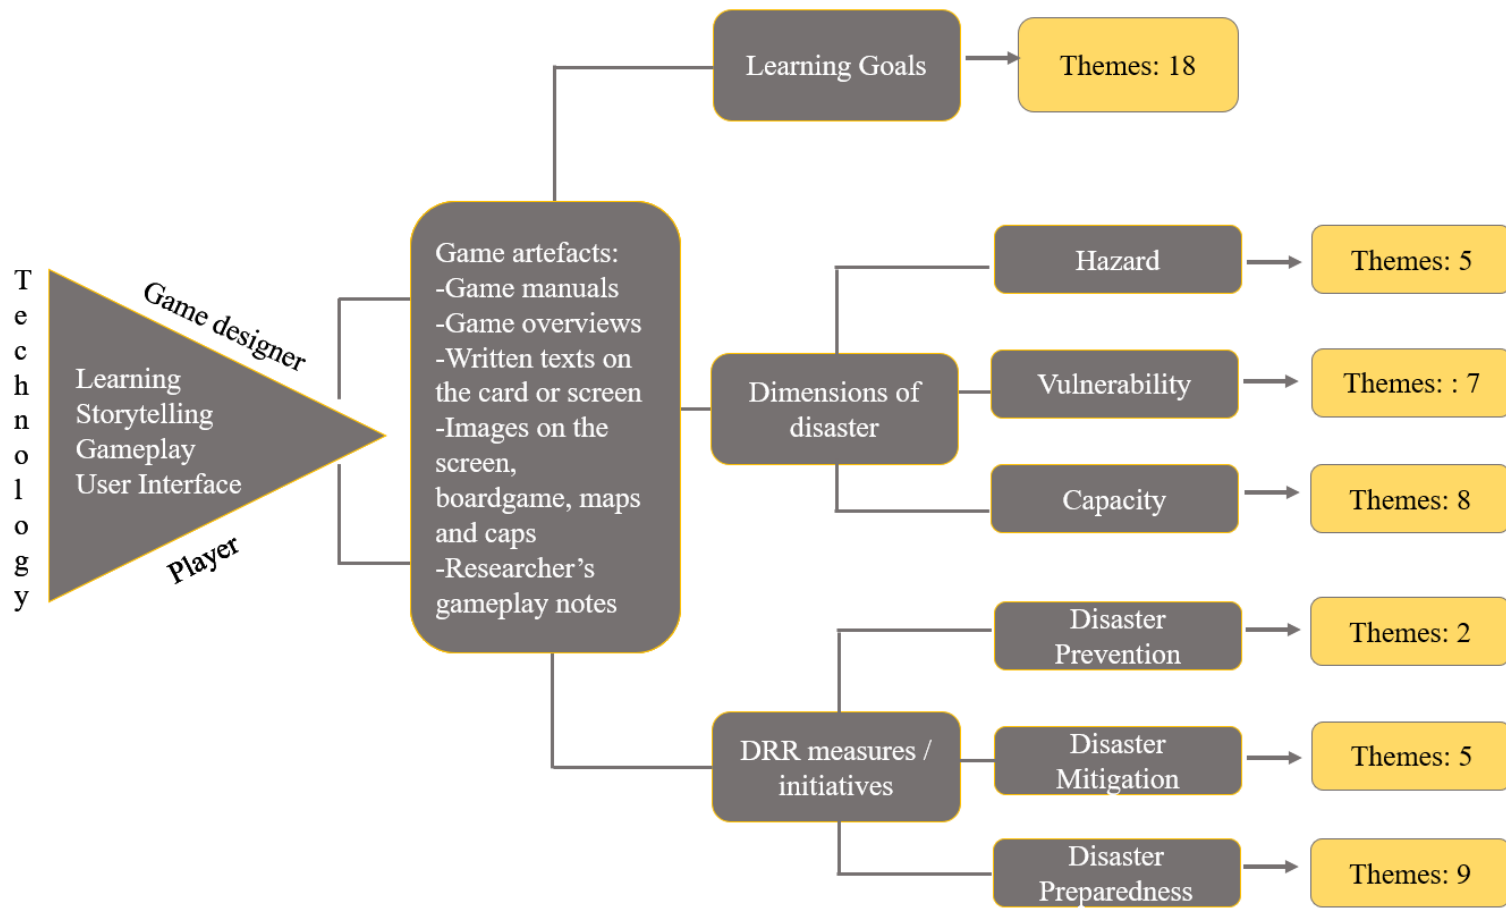 Technology
Game designer
Learning
Storytelling
Gameplay
User Interface
Player
Game artefacts:
-Game manuals
-Game overviews
-Written texts on
the card or screen
-Images on the
screen,
boardgame, maps
and caps
-Researcher's
gameplay notes
Learning Goals
Themes: 18
Dimensions of
disaster
Hazard
Themes: 5
Vulnerability
Themes: : 7
Capacity
Themes: 8
DRR measures /
initiatives
Disaster
Prevention
Themes: 2
Disaster
Mitigation
Themes: 5
Disaster
Preparedness
Themes: 9